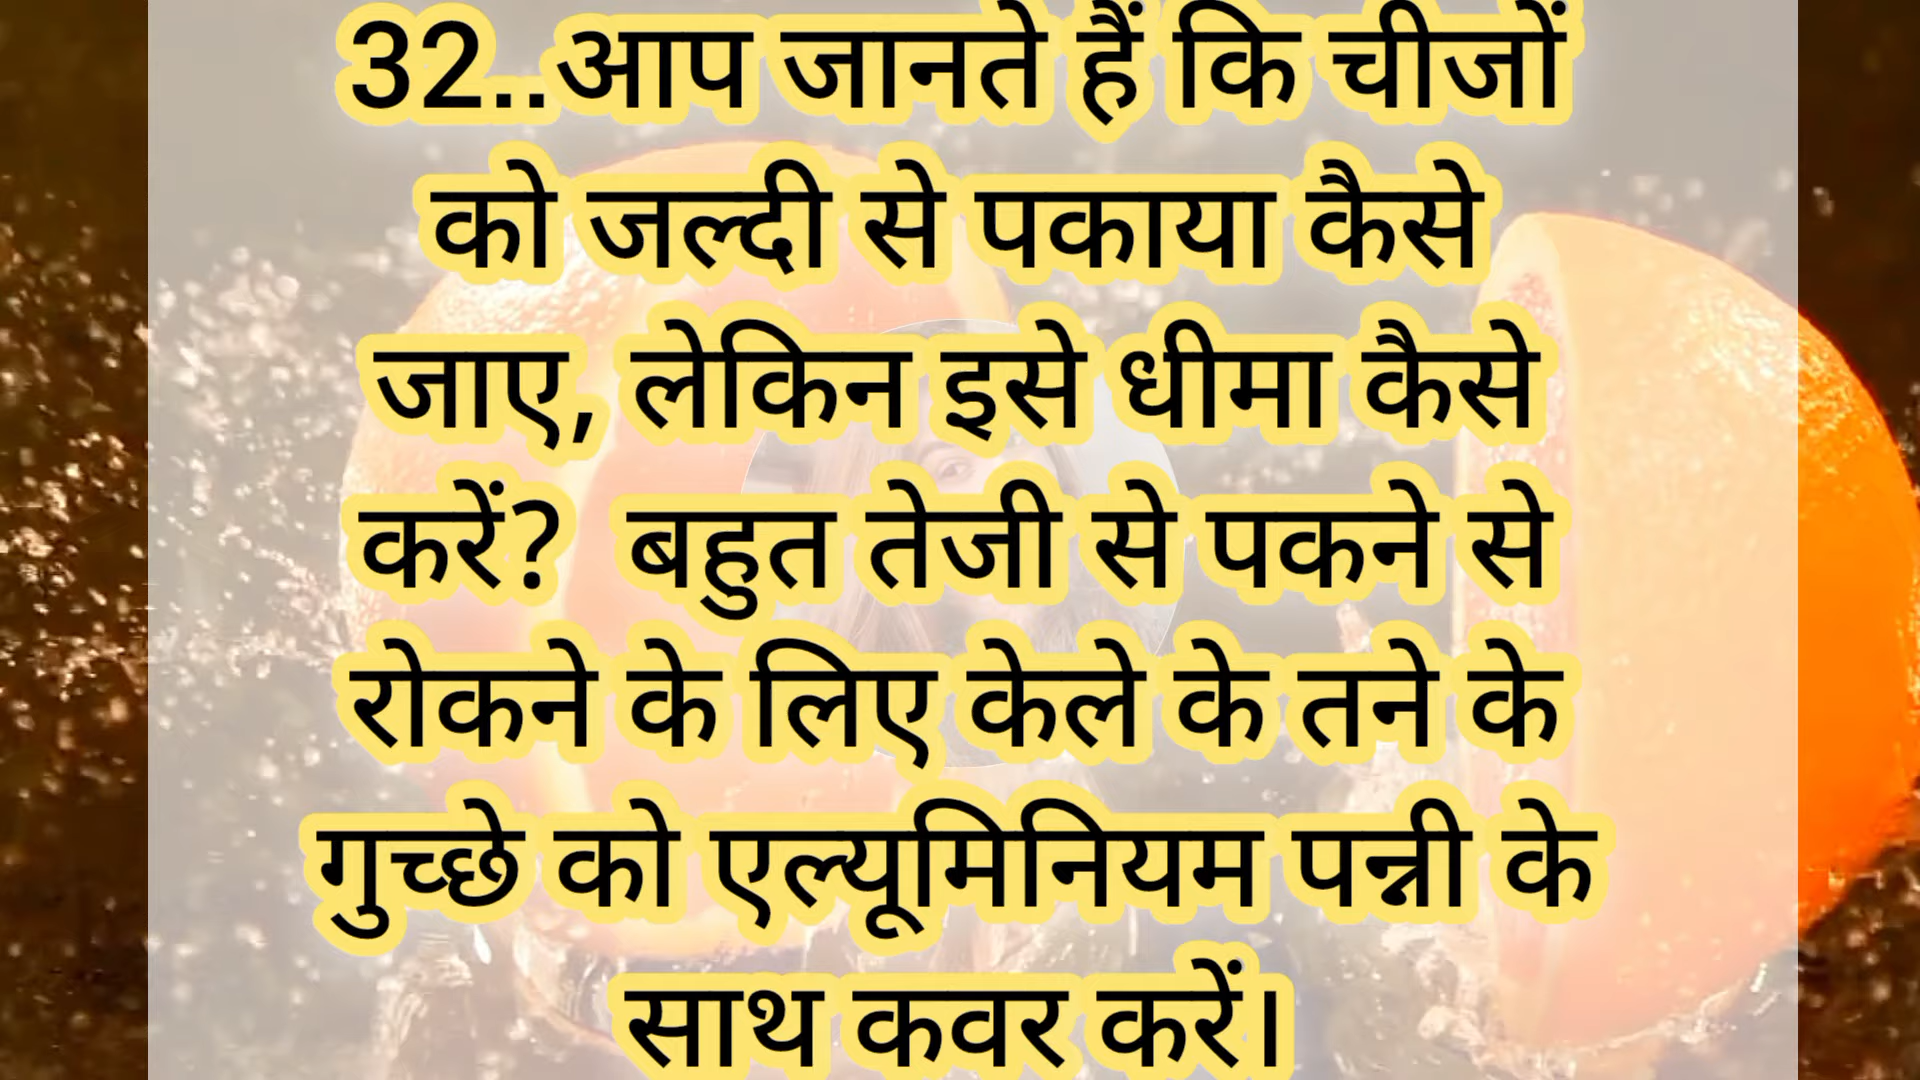 32..आप जानते हैं कि चीजों
को जल्दी से पकाया कैसे
जाए, लेकिन इसे धीमा कैसे
करें?  बहुत तेजी से पकने से
रोकने के लिए केले के तने के
गुच्छे को एल्यूमिनियम पन्नी के
साथ कवर करें।